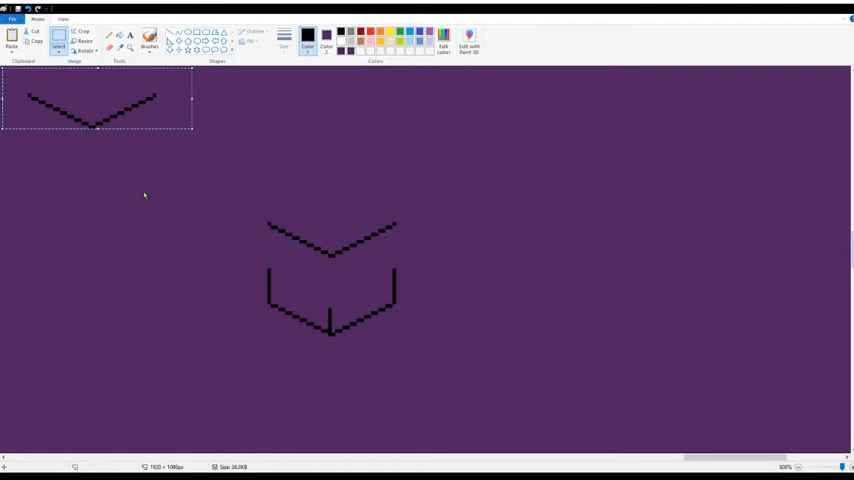 File Home View
Paste Cut Copy
Clipboard
Select Crop Resize Rotate
Image
Tools
Brushes
Shapes
Outline
Fill
Size
Color 1 Color 2
Colors
Edit colors Edit with Paint 3D
1920 × 1080px Size: 36.0KB 800%